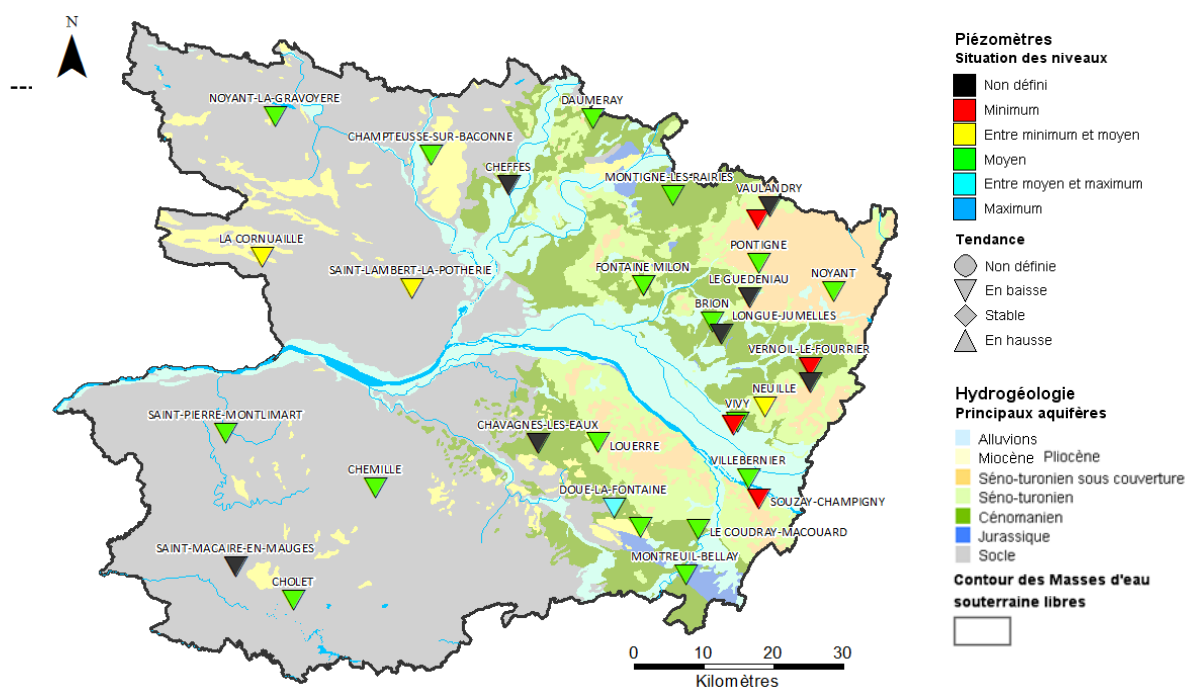 N
---
NOYANT-LA-GRAVOYERE
DAUMERAY
CHAMPTEUSSE-SUR-BACONNE
CHEFFES
MONTIGNE-LES-RAIRIES
VAULANDRY
LA CORNUAILLE
PONTIGNE
SAINT-LAMBERT-LA-POTHERIE
FONTAINE MILON
LE GUEDENIAU
NOYANT
BRION
LONGUE-JUMELLES
VERNOIL-LE-FOURRIER
NEUILLE
VIVY
SAINT-PIERRE-MONTLIMART
CHAVAGNES-LES-EAUX
LOUERRE
VILLEBERNIER
CHEMILLE
DOUE-LA-FONTAINE
SOUZAY-CHAMPIGNY
LE COUDRAY-MACOUARD
SAINT-MACAIRE-EN-MAUGES
MONTREUIL-BELLAY
CHOLET
0 10 20 30
Kilomètres
Piézomètres
Situation des niveaux
Non défini
Minimum
Entre minimum et moyen
Moyen
Entre moyen et maximum
Maximum
Tendance
Non définie
En baisse
Stable
En hausse
Hydrogéologie
Principaux aquifères
Alluvions
Miocène Pliocène
Séno-turonien sous couverture
Séno-turonien
Cénomanien
Jurassique
Socle
Contour des Masses d'eau
souterraine libres